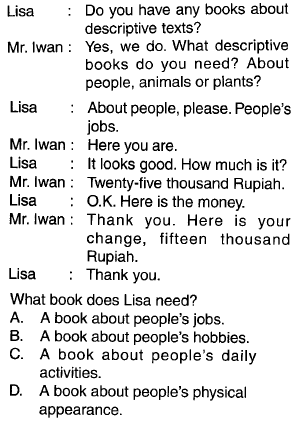 Lisa : Do you have any books about
descriptive texts?
Mr. Iwan : Yes, we do. What descriptive
books do you need? About
people, animals or plants?
Lisa : About people, please. People's
jobs.
Mr. Iwan : Here you are.
Lisa : It looks good. How much is it?
Mr. Iwan : Twenty-five thousand Rupiah.
Lisa : O.K. Here is the money.
Mr. Iwan : Thank you. Here is your
change, fifteen thousand
Rupiah.
Lisa : Thank you.
What book does Lisa need?
A. A book about people's jobs.
B. A book about people's hobbies.
C. A book about people's daily
activities.
D. A book about people's physical
appearance.